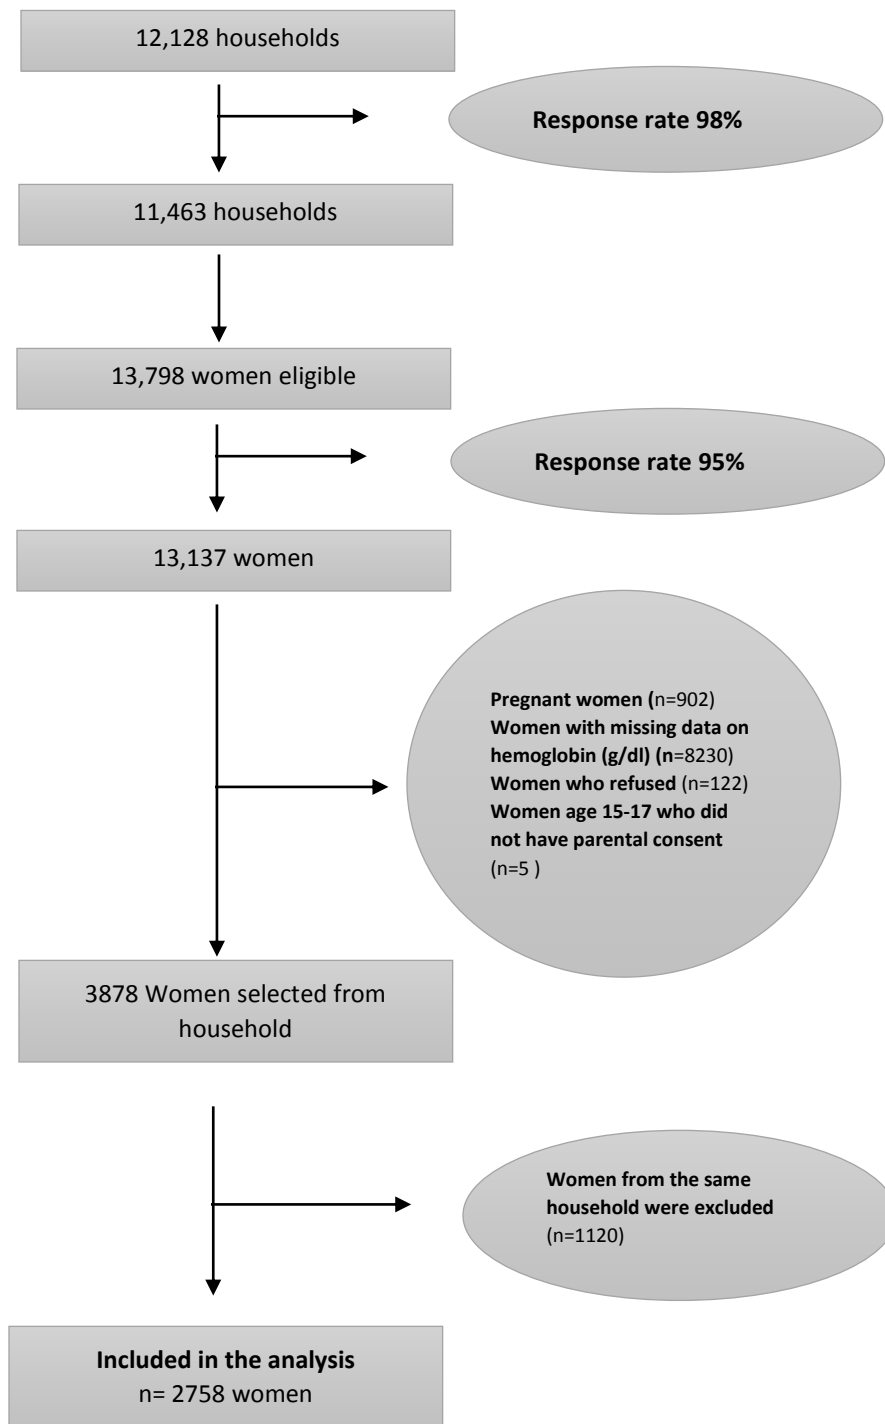 12,128 households
Response rate 98%
11,463 households
13,798 women eligible
Response rate 95%
13,137 women
Pregnant women (n=902)
Women with missing data on
hemoglobin (g/dl) (n=8230)
Women who refused (n=122)
Women age 15-17 who did
not have parental consent
(n=5 )
3878 Women selected from
household
Women from the same
household were excluded
(n=1120)
Included in the analysis
n= 2758 women